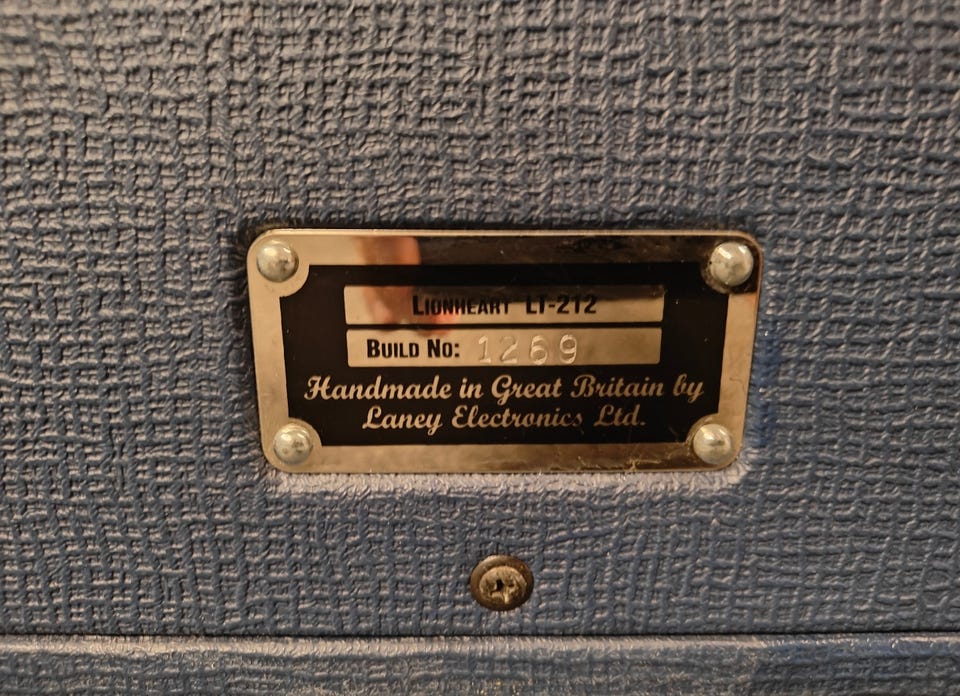 LIONHEART LT-212
BUILD NO: 1269
Handmade in Great Britain by
Laney Electronics Ltd.